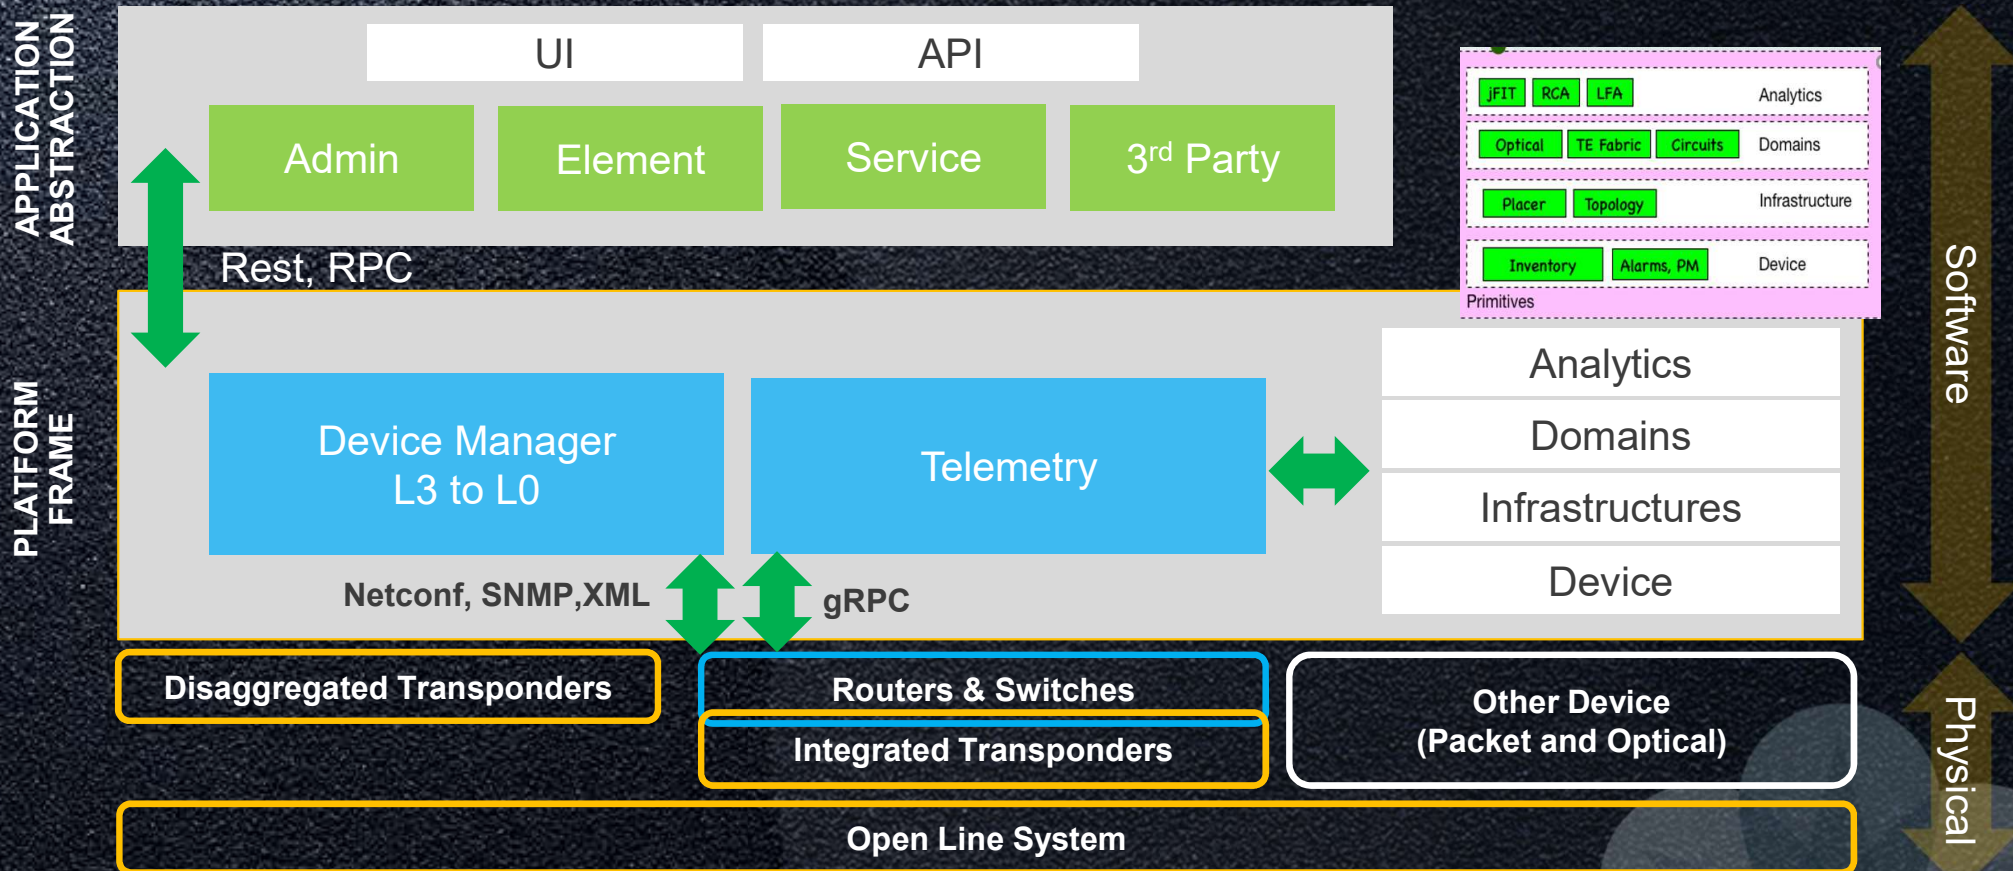 APPLICATION
ABSTRACTION
UI
API
Admin
Element
Service
3rd Party
Rest, RPC
jFIT
RCA
LFA
Analytics
Optical
TE Fabric
Circuits
Domains
Placer
Topology
Infrastructure
Inventory
Alarms, PM
Device
Primitives
Software
PLATFORM
FRAME
Device Manager
L3 to L0
Telemetry
Analytics
Domains
Infrastructures
Device
Netconf, SNMP,XML
gRPC
Disaggregated Transponders
Routers & Switches
Integrated Transponders
Other Device
(Packet and Optical)
Physical
Open Line System